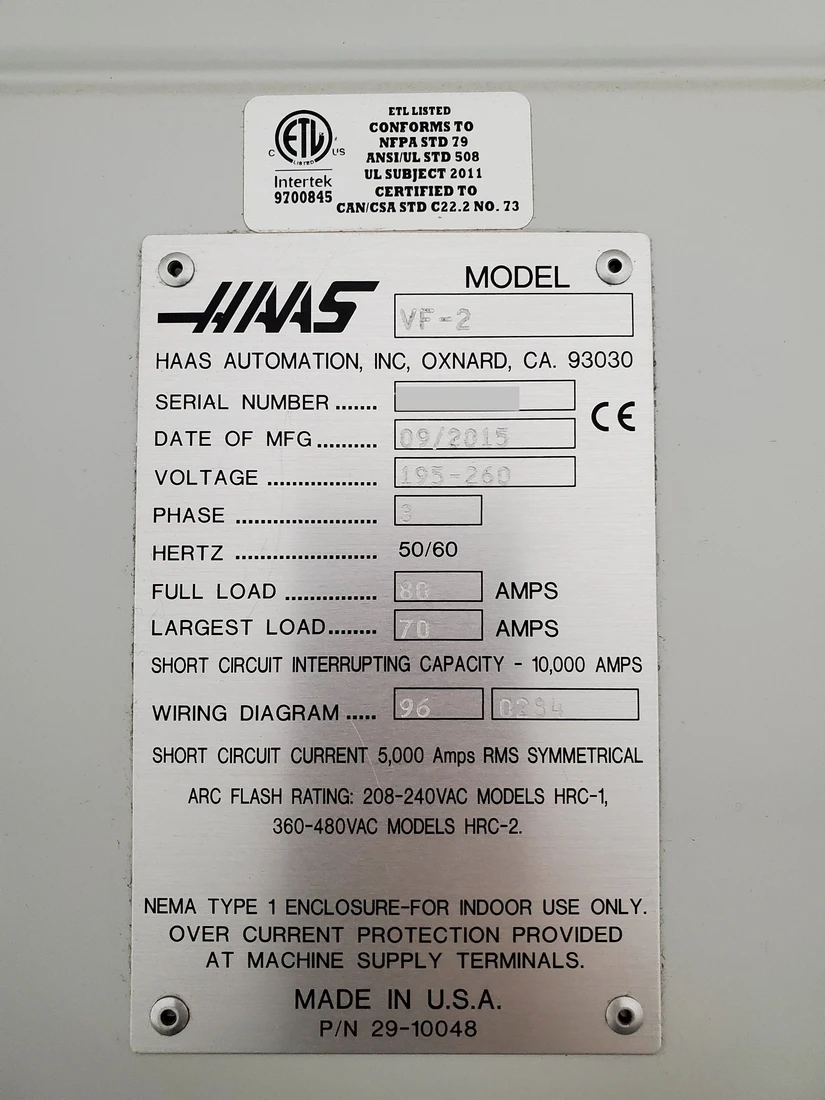 ETL LISTED
CONFORMS TO
NFPA STD 79
ANSI/UL STD 508
UL SUBJECT 2011
CERTIFIED TO
CAN/CSA STD C22.2 NO. 73
ETL
C US
LISTED
Intertek
9700845
HAAS
MODEL
VF-2
HAAS AUTOMATION, INC, OXNARD, CA. 93030
SERIAL NUMBER .......
CE
DATE OF MFG.......... 09/2015
VOLTAGE .................. 195-260
PHASE ....................... 3
HERTZ ....................... 50/60
FULL LOAD ............... 80 AMPS
LARGEST LOAD........ 70 AMPS
SHORT CIRCUIT INTERRUPTING CAPACITY - 10,000 AMPS
WIRING DIAGRAM ..... 96 0294
SHORT CIRCUIT CURRENT 5,000 Amps RMS SYMMETRICAL
ARC FLASH RATING: 208-240VAC MODELS HRC-1,
360-480VAC MODELS HRC-2.
NEMA TYPE 1 ENCLOSURE-FOR INDOOR USE ONLY.
OVER CURRENT PROTECTION PROVIDED
AT MACHINE SUPPLY TERMINALS.
MADE IN U.S.A.
P/N 29-10048